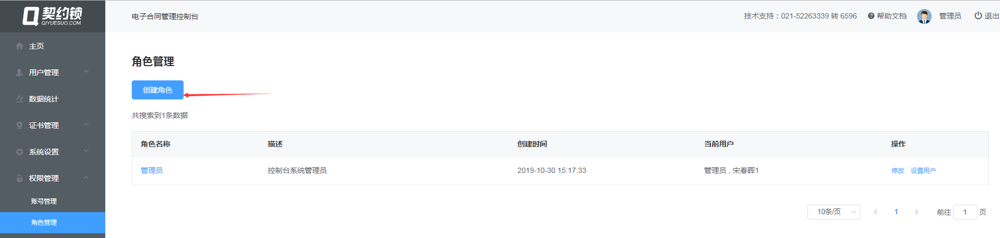 契约锁
QIYUESUO.COM
电子合同管理控制台
技术支持：021-52263339 转 6596
帮助文档
管理员
退出
主页
用户管理
数据统计
证书管理
系统设置
权限管理
账号管理
角色管理
角色管理
创建角色
共搜索到1条数据
角色名称 描述 创建时间 当前用户 操作
管理员 控制台系统管理员 2019-10-30 15:17:33 管理员 , 宋春晖1 修改 设置用户
10条/页 1 前往 1 页